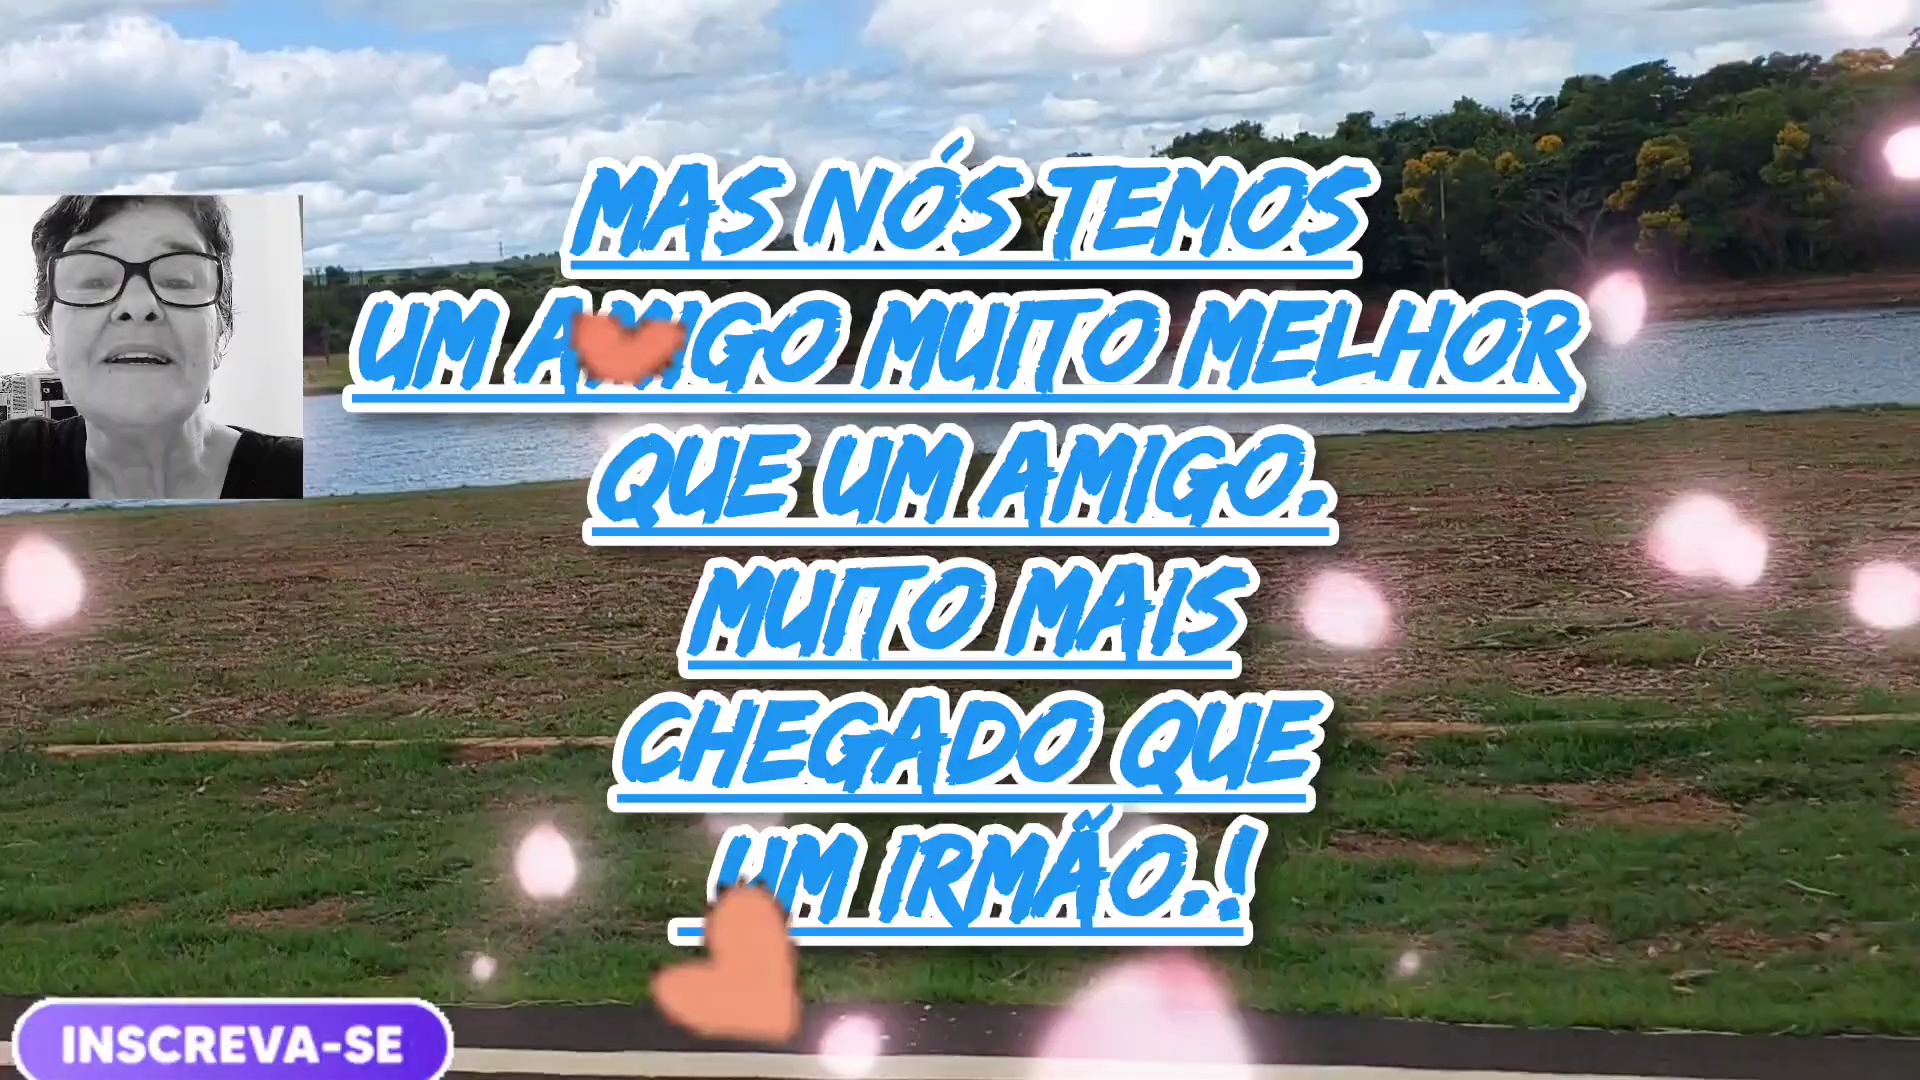 MAS NÓS TEMOS
UM AMIGO MUITO MELHOR
QUE UM AMIGO.
MUITO MAIS
CHEGADO QUE
UM IRMÃO.!
INSCREVA-SE